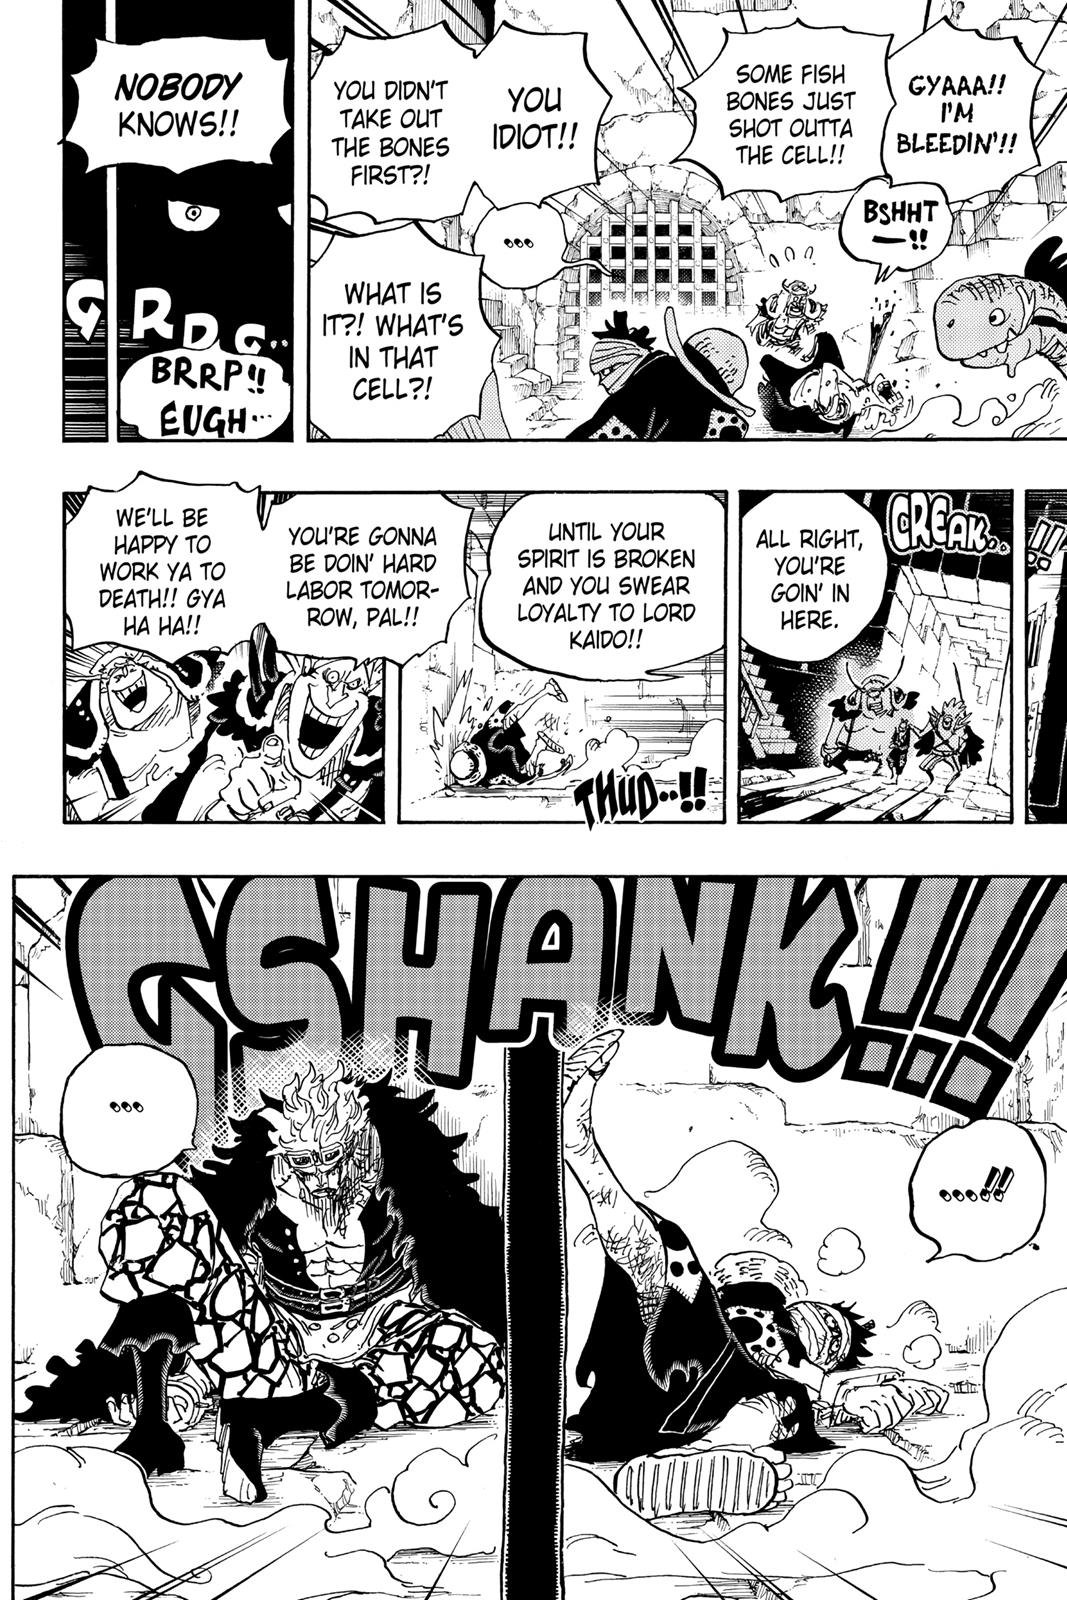 GYAAA!!
I'M
BLEEDIN'!!
SOME FISH
BONES JUST
SHOT OUTTA
THE CELL!!
BSHHT
—!!
YOU
IDIOT!!
YOU DIDN'T
TAKE OUT
THE BONES
FIRST?!
...
WHAT IS
IT?! WHAT'S
IN THAT
CELL?!
NOBODY
KNOWS!!
GRDG..
BRRP!!
EUGH...
!!
CREAK..
ALL RIGHT,
YOU'RE
GOIN' IN
HERE.
UNTIL YOUR
SPIRIT IS BROKEN
AND YOU SWEAR
LOYALTY TO LORD
KAIDO!!
THUD..!!
YOU'RE GONNA
BE DOIN' HARD
LABOR TOMOR-
ROW, PAL!!
WE'LL BE
HAPPY TO
WORK YA TO
DEATH!! GYA
HA HA!!
GSHANK!!!
....!!
...